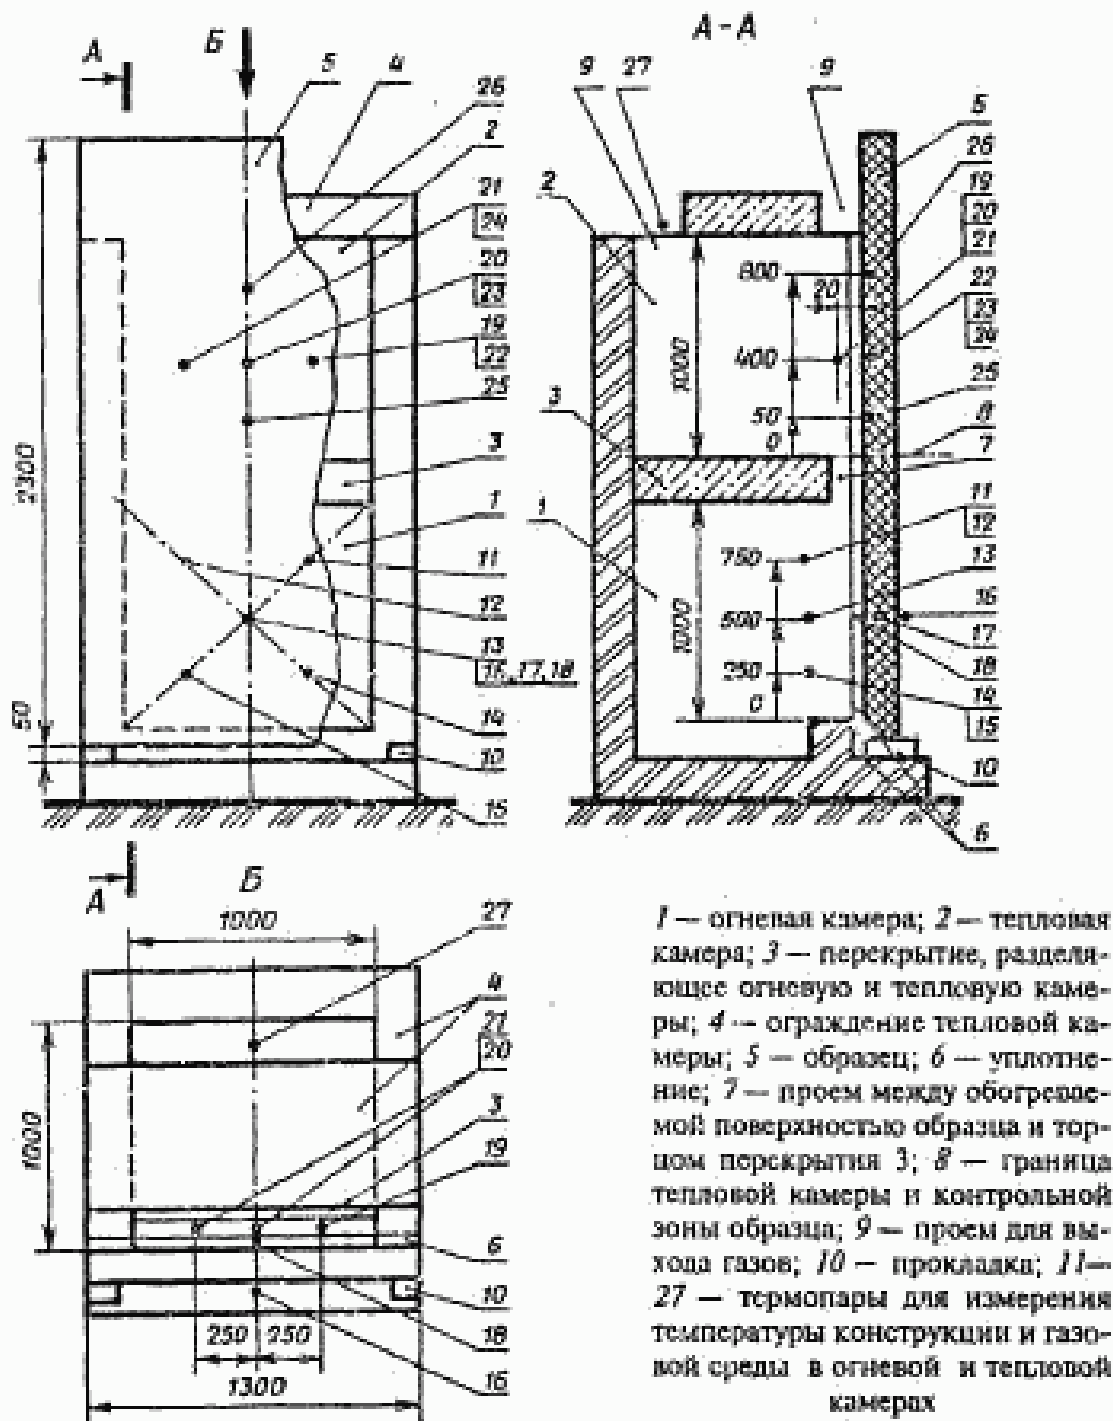 А Б 5 4 26 2 21 24 20 23 19 22 25 3 1 11 12 13 16,17,18 14 10 15
2300
50
А
А-А
9 27 9 5 26 19 20 21 22 23 24 25 8 7 11 12 13 16 17 18 14 15 10 6
2 3 1
1000
1000
800
20
400
50
0
750
500
250
0
Б
1000
27
4
21
20
3
19
6
10
18
16
1000
250 250
1300
1 — огневая камера; 2 — тепловая
камера; 3 — перекрытие, разделя-
ющее огневую и тепловую каме-
ры; 4 — ограждение тепловой ка-
меры; 5 — образец; 6 — уплотне-
ние; 7 — проем между обогревае-
мой поверхностью образца и тор-
цом перекрытия 3; 8 — граница
тепловой камеры и контрольной
зоны образца; 9 — проем для вы-
хода газов; 10 — прокладка; 11—
27 — термопары для измерения
температуры конструкции и газо-
вой среды в огневой и тепловой
камерах